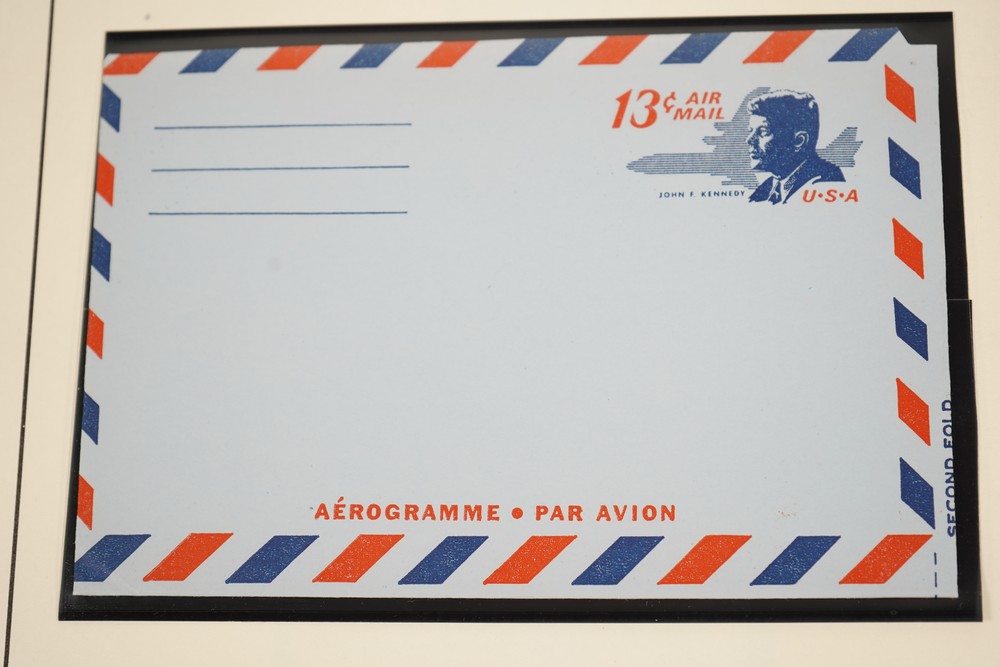 13¢ AIR MAIL
JOHN F. KENNEDY
U·S·A
SECOND FOLD
AÉROGRAMME • PAR AVION